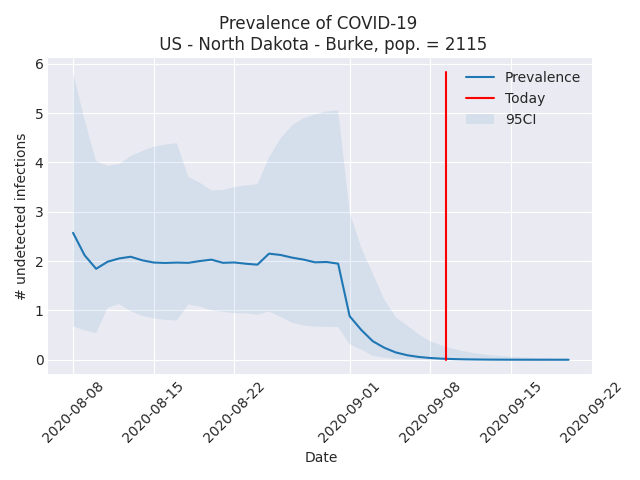 Prevalence of COVID-19
US - North Dakota - Burke, pop. = 2115
Prevalence
Today
95CI
# undetected infections
6
5
4
3
2
1
0
2020-08-08
2020-08-15
2020-08-22
2020-09-01
2020-09-08
2020-09-15
2020-09-22
Date